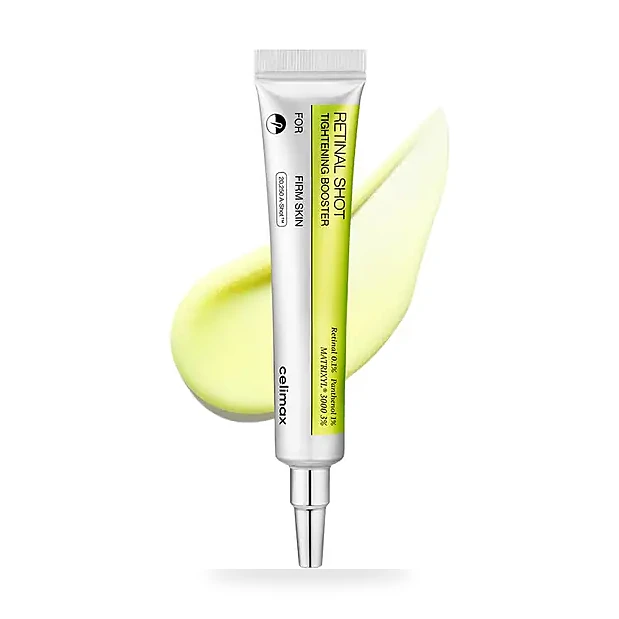 RETINAL SHOT
TIGHTENING BOOSTER
FOR
FIRM SKIN
20,250 A-Shot™
Retinal 0.1% Panthenol 1%
MATRIXYL® 3000 3%
celimax